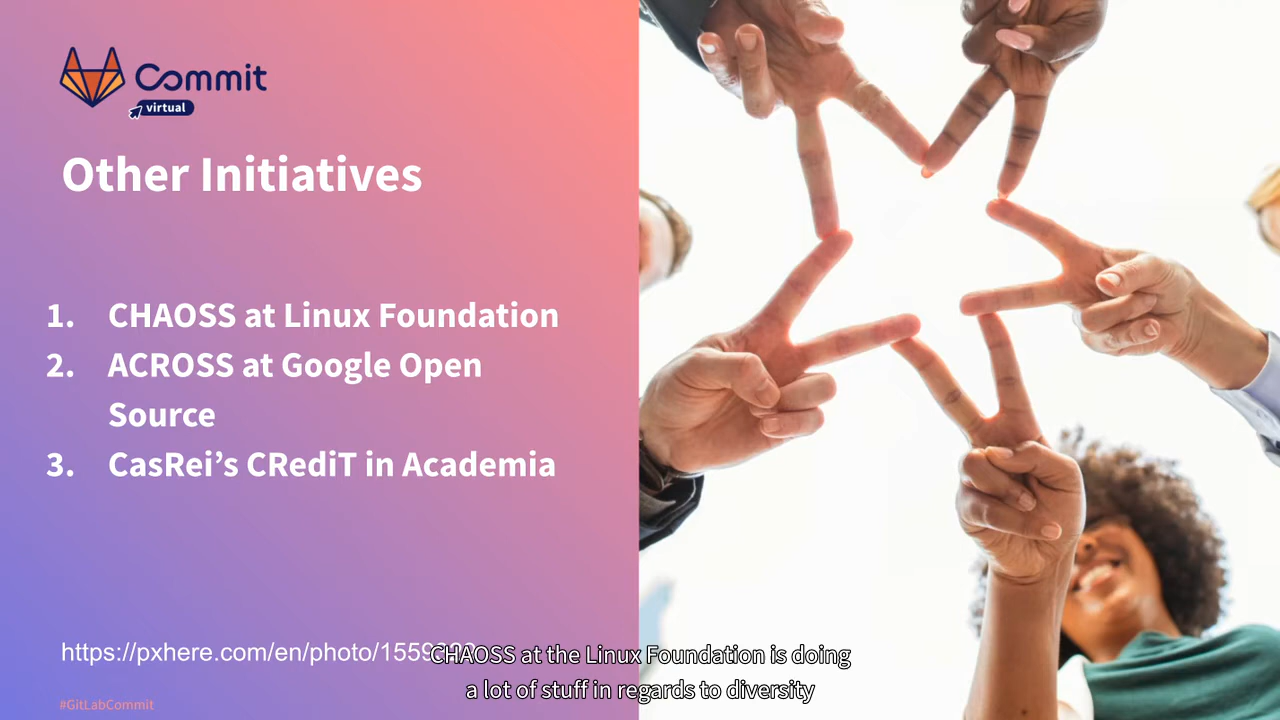 Commit
virtual
Other Initiatives
1. CHAOSS at Linux Foundation
2. ACROSS at Google Open
Source
3. CasRei's CRediT in Academia
https://pxhere.com/en/photo/1559
CHAOSS at the Linux Foundation is doing
a lot of stuff in regards to diversity
#GitLabCommit